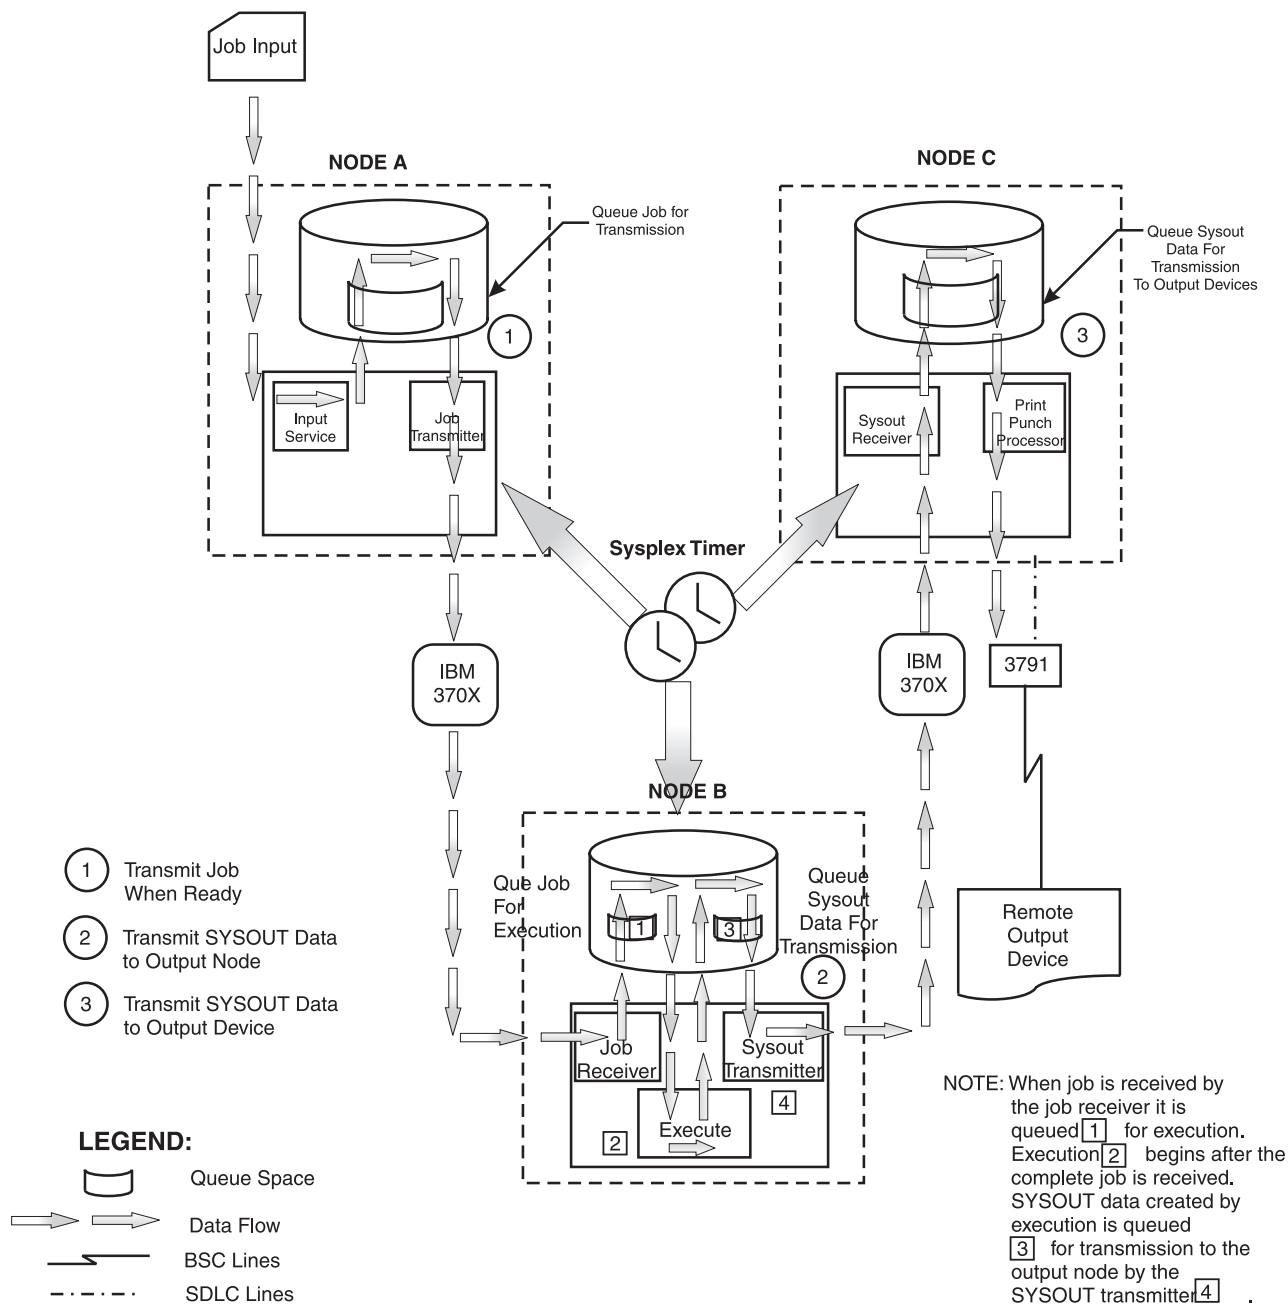 Job Input
NODE A
NODE C
Queue Job for
Transmission
Queue Sysout
Data For
Transmission
To Output Devices
1
3
Input
Service
Job
Transmitter
Sysout
Receiver
Print
Punch
Processor
Sysplex Timer
IBM
370X
IBM
370X
3791
NODE B
Que Job
For
Execution
1
3
Queue
Sysout
Data For
Transmission
2
Job
Receiver
Sysout
Transmitter
4
2
Execute
Remote
Output
Device
1 Transmit Job
When Ready
2 Transmit SYSOUT Data
to Output Node
3 Transmit SYSOUT Data
to Output Device
LEGEND:
Queue Space
Data Flow
BSC Lines
SDLC Lines
NOTE: When job is received by
the job receiver it is
queued 1 for execution.
Execution 2 begins after the
complete job is received.
SYSOUT data created by
execution is queued
3 for transmission to the
output node by the
SYSOUT transmitter 4 .